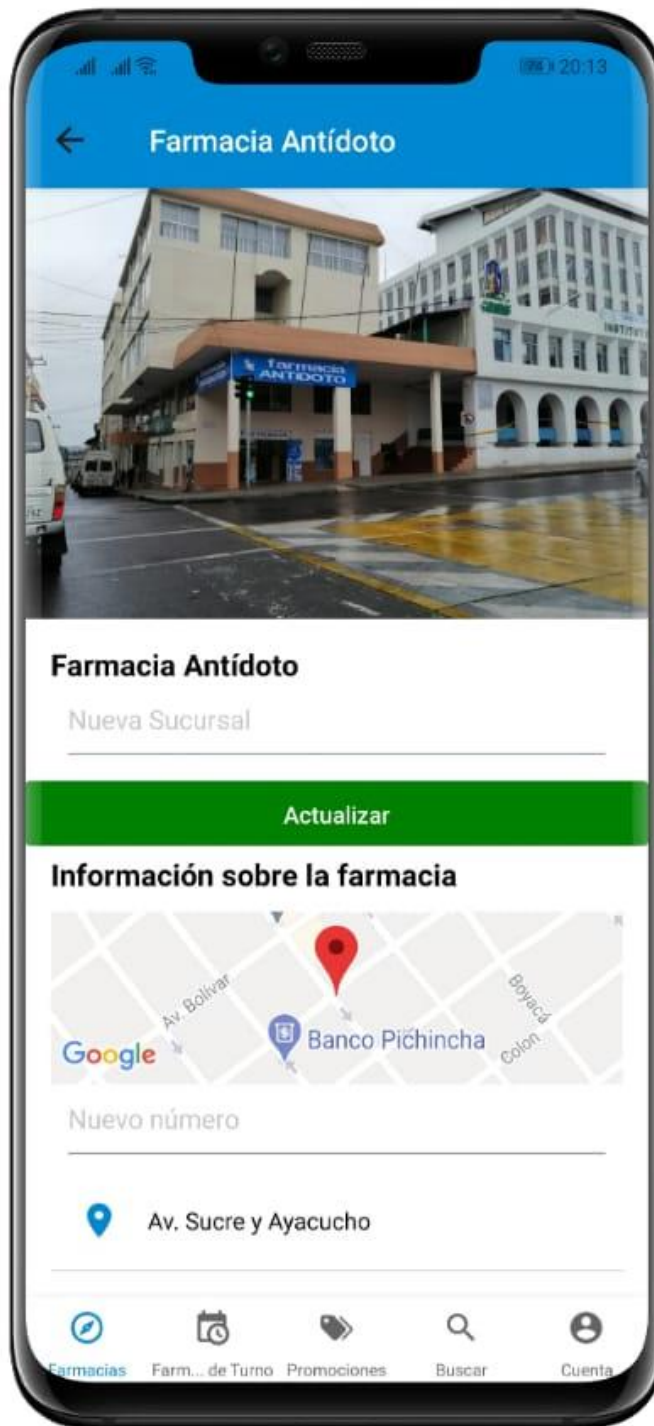 20:13
Farmacia Antídoto
farmacia
ANTIDOTO
INSTITUT
Farmacia Antídoto
Nueva Sucursal
Actualizar
Información sobre la farmacia
Av. Bolívar
Boyacá
Banco Pichincha
Colon
Google
Nuevo número
Av. Sucre y Ayacucho
Farmacias
Farm... de Turno
Promociones
Buscar
Cuenta